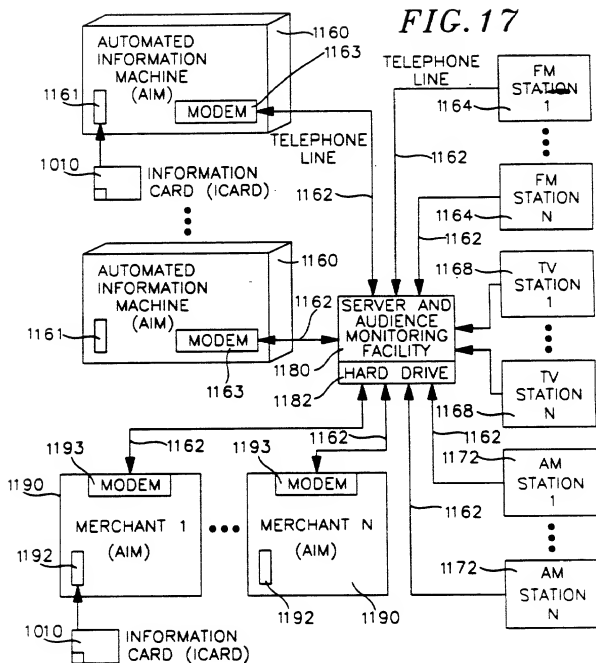 FIG. 17
AUTOMATED
INFORMATION
MACHINE
(AIM)
1160
1163
1161
MODEM
TELEPHONE
LINE
1162
1010
INFORMATION
CARD (ICARD)
TELEPHONE
LINE
1162
FM
STATION
1
1164
FM
STATION
N
1164
1162
AUTOMATED
INFORMATION
MACHINE
(AIM)
1160
1161
MODEM
1163
1162
SERVER AND
AUDIENCE
MONITORING
FACILITY
1180
HARD DRIVE
1182
1168
TV
STATION
1
TV
STATION
N
1168
1162
1162
1162
1193
MODEM
1190
MERCHANT 1
(AIM)
1192
1010
INFORMATION
CARD (ICARD)
1193
MODEM
MERCHANT N
(AIM)
1192
1190
1172
AM
STATION
1
1162
1172
AM
STATION
N